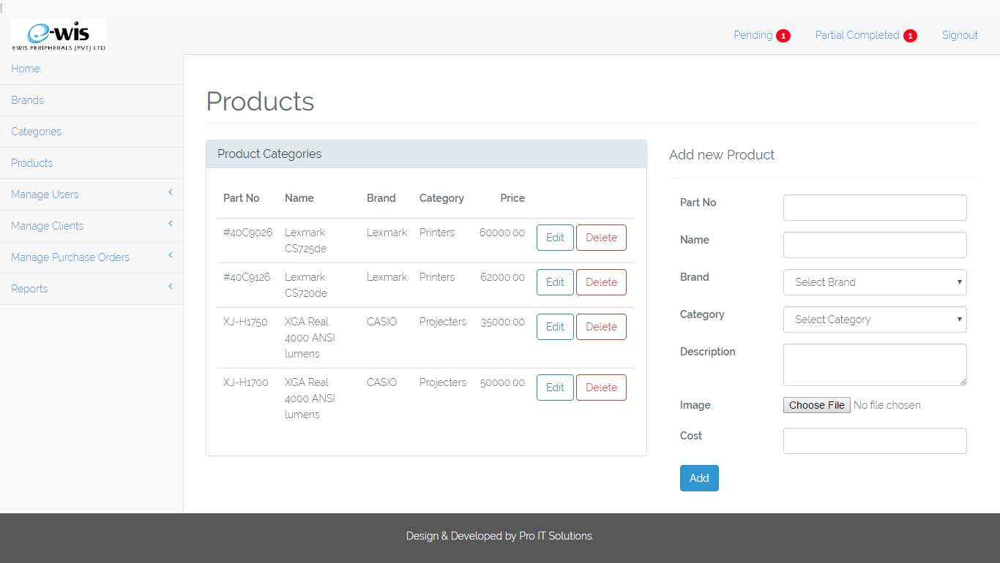 [
e-wis
EWIS PERIPHERALS (PVT) LTD
Pending 1 Partial Completed 1 Signout
Home
Brands
Categories
Products
Manage Users
Manage Clients
Manage Purchase Orders
Reports
Products
Product Categories
Part No Name Brand Category Price
#40C9026 Lexmark Lexmark Printers 60000.00 Edit Delete
CS725de
#40C9126 Lexmark Lexmark Printers 62000.00 Edit Delete
CS720de
XJ-H1750 XGA Real CASIO Projecters 35000.00 Edit Delete
4000 ANSI
lumens
XJ-H1700 XGA Real CASIO Projecters 50000.00 Edit Delete
4000 ANSI
lumens
Add new Product
Part No
Name
Brand Select Brand
Category Select Category
Description
Image Choose File No file chosen
Cost
Add
Design & Developed by Pro IT Solutions.